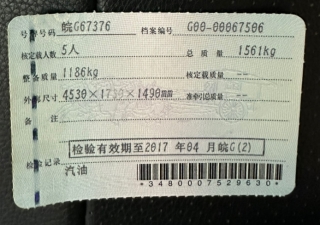 号牌号码 皖G67376 档案编号 G00-00067506
核定载人数 5人 总质量 1561kg
整备质量 1186kg 核定载质量 --
外廓尺寸 4530×1730×1490mm 准牵引总质量 --
备注
检验有效期至2017年04月皖G(2)
检验记录
汽油
*3480007529630*